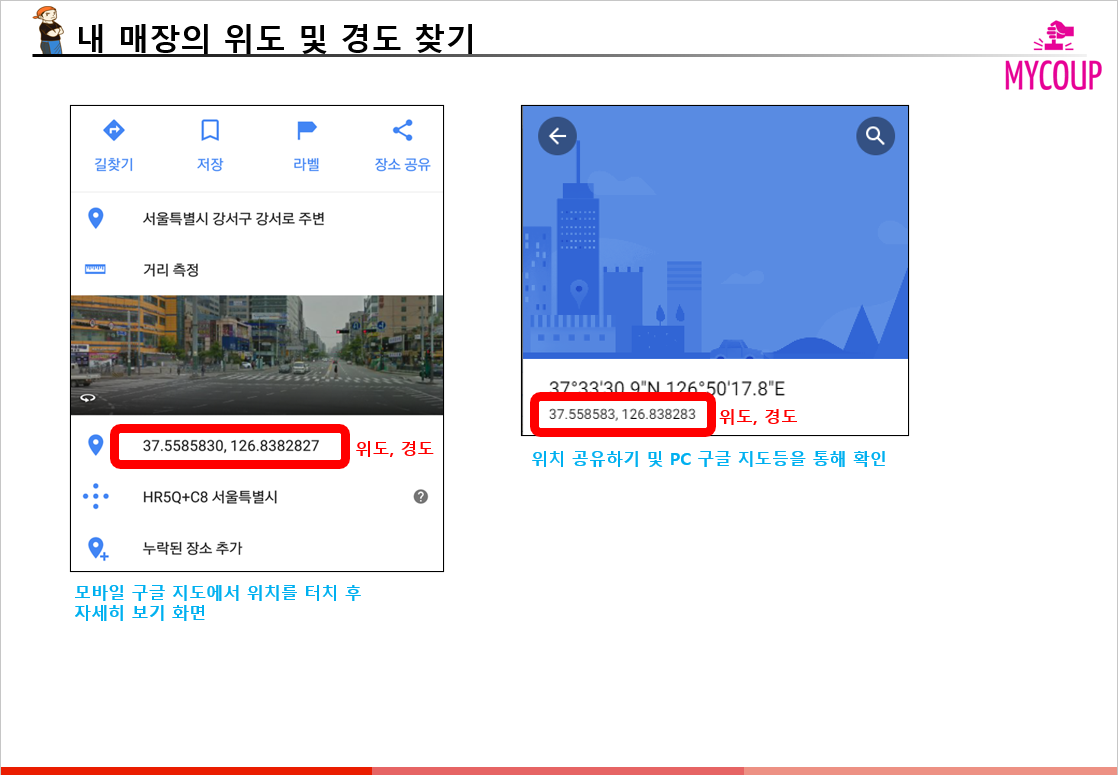 내 매장의 위도 및 경도 찾기
MYCOUP
길찾기 저장 라벨 장소 공유
서울특별시 강서구 강서로 주변
거리 측정
37.5585830, 126.8382827 위도, 경도
HR5Q+C8 서울특별시
누락된 장소 추가
모바일 구글 지도에서 위치를 터치 후
자세히 보기 화면
37°33'30.9"N 126°50'17.8"E
37.558583, 126.838283 위도, 경도
위치 공유하기 및 PC 구글 지도등을 통해 확인